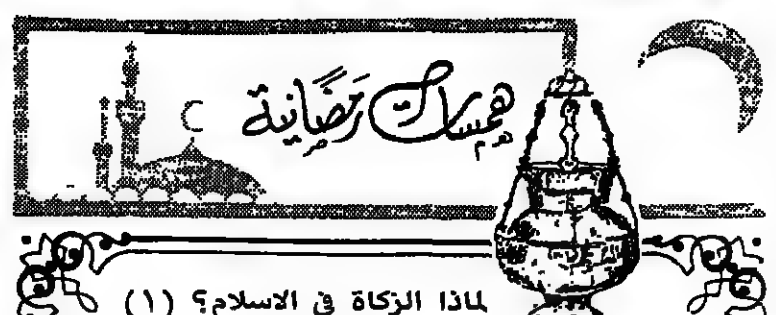 همسات رمضانية
لماذا الزكاة في الاسلام؟ (١)